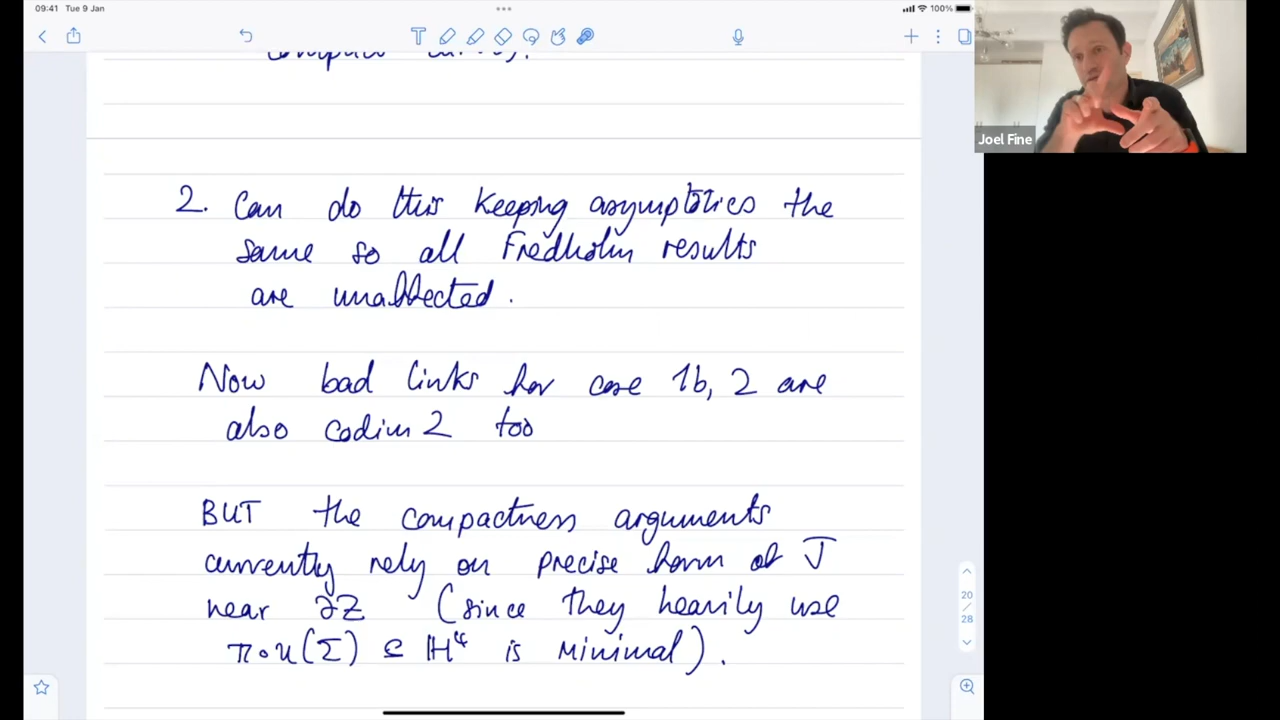 09:41 Tue 9 Jan
100%
Joel Fine
2. Can do this keeping asymptotics the
same so all Fredholm results
are unaffected.
Now bad links for case 1b, 2 are
also codim 2 too
BUT the compactness arguments
currently rely on precise form of J
near ∂Z (since they heavily use
π∘u(Σ) ⊆ ℍ⁴ is minimal).
20
/
28